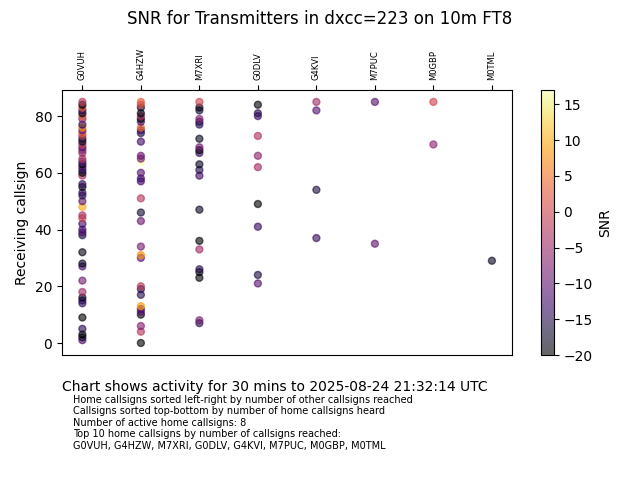 SNR for Transmitters in dxcc=223 on 10m FT8
G0VUH
G4HZW
M7XRI
G0DLV
G4KVI
M7PUC
M0GBP
M0TML
Receiving callsign
80
60
40
20
0
15
10
5
0
−5
−10
−15
−20
SNR
Chart shows activity for 30 mins to 2025-08-24 21:32:14 UTC
Home callsigns sorted left-right by number of other callsigns reached
Callsigns sorted top-bottom by number of home callsigns heard
Number of active home callsigns: 8
Top 10 home callsigns by number of callsigns reached:
G0VUH, G4HZW, M7XRI, G0DLV, G4KVI, M7PUC, M0GBP, M0TML